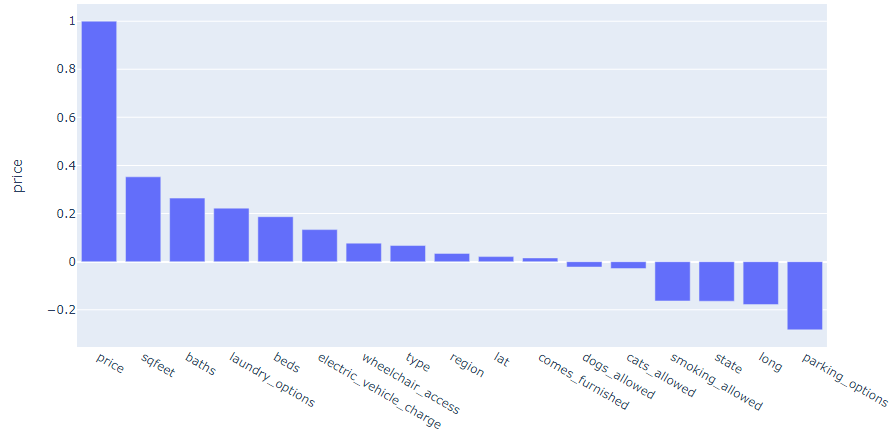 price
1
0.8
0.6
0.4
0.2
0
−0.2
price
sqfeet
baths
laundry_options
beds
electric_vehicle_charge
wheelchair_access
type
region
lat
comes_furnished
dogs_allowed
cats_allowed
smoking_allowed
state
long
parking_options